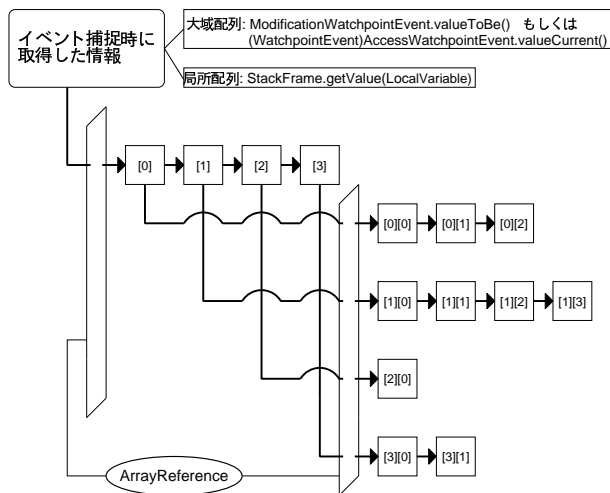 イベント捕捉時に
取得した情報
大域配列: ModificationWatchpointEvent.valueToBe() もしくは
(WatchpointEvent)AccessWatchpointEvent.valueCurrent()
局所配列: StackFrame.getValue(LocalVariable)
[0] [1] [2] [3]
[0][0] [0][1] [0][2]
[1][0] [1][1] [1][2] [1][3]
[2][0]
[3][0] [3][1]
ArrayReference